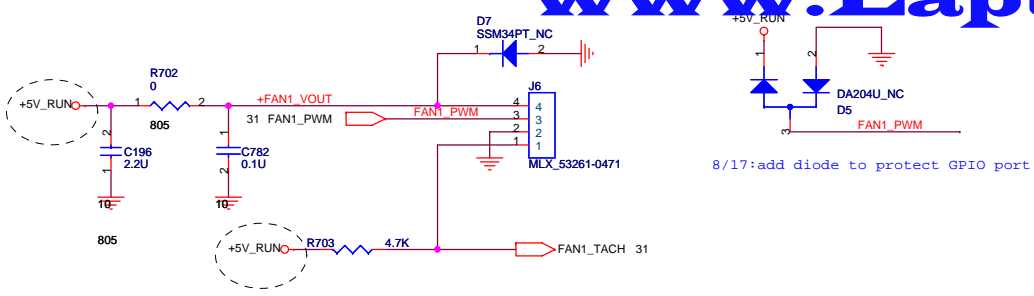 www.Lap
D7
SSM34PT_NC
1 2
+5V_RUN
1 2
DA204U_NC
D5
3 FAN1_PWM
8/17:add diode to protect GPIO port
R702
0
+5V_RUN 1 2
805
+FAN1_VOUT
31 FAN1_PWM FAN1_PWM
J6
4 4
3 3
2 2
1 1
MLX_53261-0471
2 C196 1
2.2U
10
805
1 C782 2
0.1U
10
+5V_RUN R703 4.7K
FAN1_TACH 31